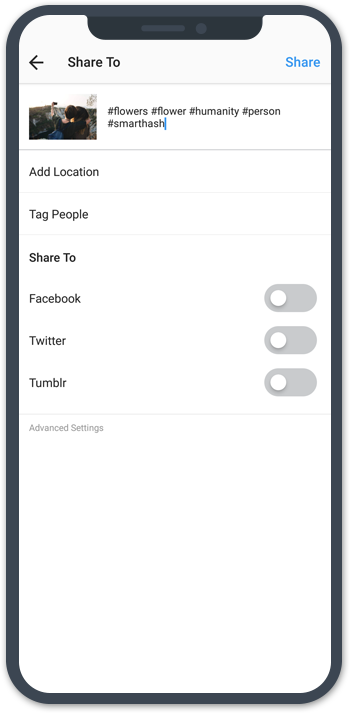 Share To
Share
#flowers #flower #humanity #person
#smarthash
Add Location
Tag People
Share To
Facebook
Twitter
Tumblr
Advanced Settings